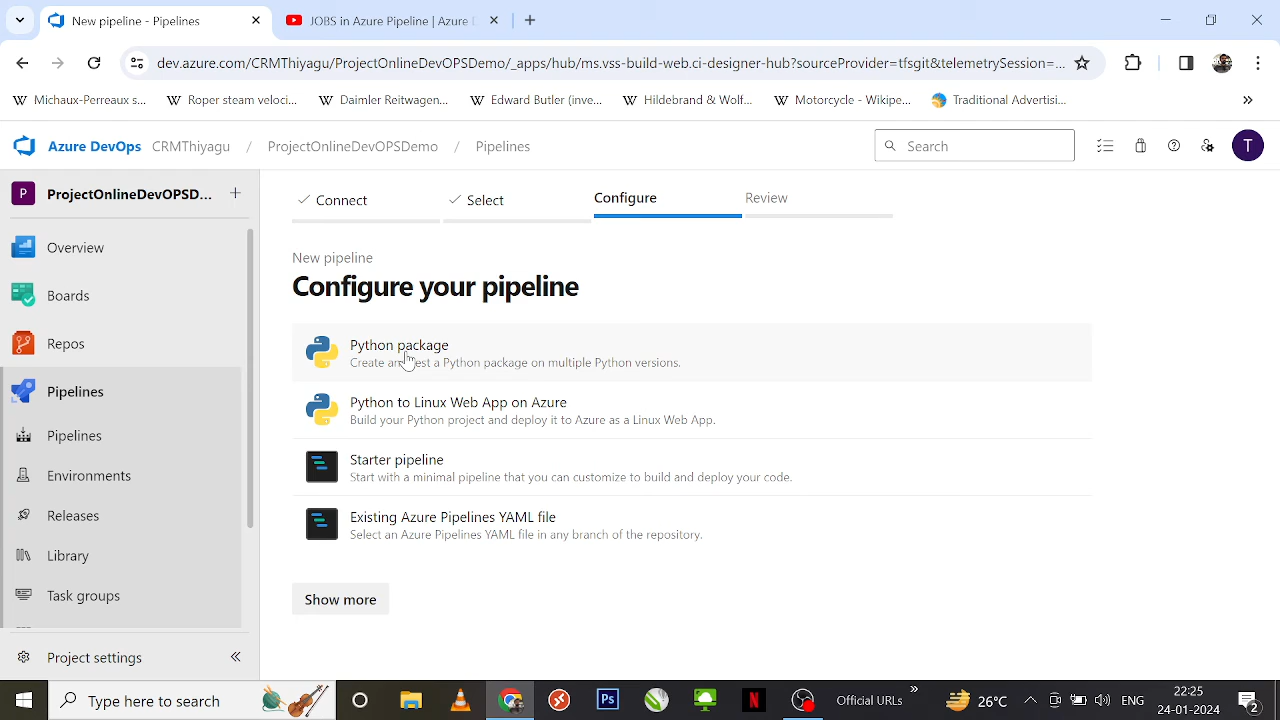 New pipeline - Pipelines
JOBS in Azure Pipeline | Azure
dev.azure.com/CRMThiyagu/ProjectOnlineDevOPSDemo/_apps/hub/ms.vss-build-web.ci-designer-hub?sourceProvider=tfsgit&telemetrySession=...
Michaux-Perreaux s...
Roper steam veloci...
Daimler Reitwagen...
Edward Butler (inve...
Hildebrand & Wolf...
Motorcycle - Wikipe...
Traditional Advertisi...
Azure DevOps CRMThiyagu / ProjectOnlineDevOPSDemo / Pipelines
Search
T
P ProjectOnlineDevOPSD...
Overview
Boards
Repos
Pipelines
Pipelines
Environments
Releases
Library
Task groups
Project settings
Connect
Select
Configure
Review
New pipeline
Configure your pipeline
Python package
Create and test a Python package on multiple Python versions.
Python to Linux Web App on Azure
Build your Python project and deploy it to Azure as a Linux Web App.
Starter pipeline
Start with a minimal pipeline that you can customize to build and deploy your code.
Existing Azure Pipelines YAML file
Select an Azure Pipelines YAML file in any branch of the repository.
Show more
Type here to search
Ps
N
Official URLs
26°C
ENG
22:25
24-01-2024
2